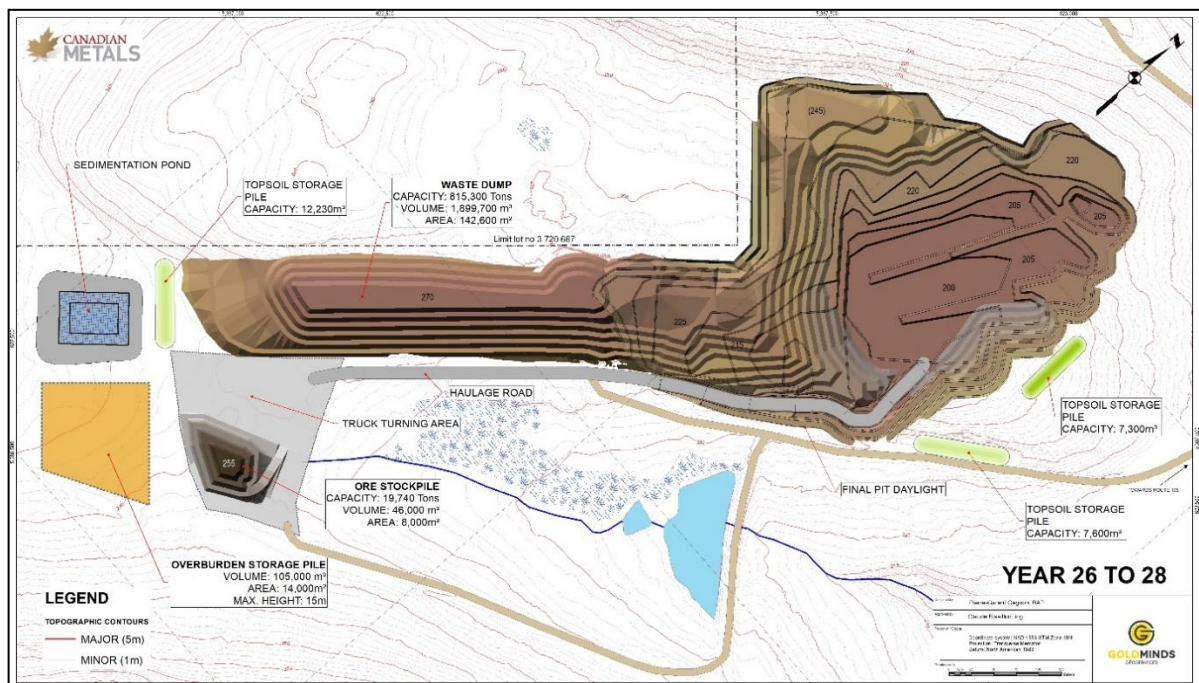 CANADIAN
METALS
SEDIMENTATION POND
TOPSOIL STORAGE
PILE
CAPACITY: 12,230m³
WASTE DUMP
CAPACITY: 815,300 Tons
VOLUME: 1,899,700 m³
AREA: 142,600 m²
Limit lot no 3 720 667
(245)
220
220
205
205
205
200
270
225
215
HAULAGE ROAD
TRUCK TURNING AREA
255
ORE STOCKPILE
CAPACITY: 19,740 Tons
VOLUME: 46,000 m³
AREA: 8,000m²
FINAL PIT DAYLIGHT
TOPSOIL STORAGE
PILE
CAPACITY: 7,300m³
TOWARDS ROUTE
TOPSOIL STORAGE
PILE
CAPACITY: 7,600m³
OVERBURDEN STORAGE PILE
VOLUME: 105,000 m³
AREA: 14,000m²
MAX. HEIGHT: 15m
LEGEND
TOPOGRAPHIC CONTOURS
MAJOR (5m)
MINOR (1m)
YEAR 26 TO 28
GOLDMINDS